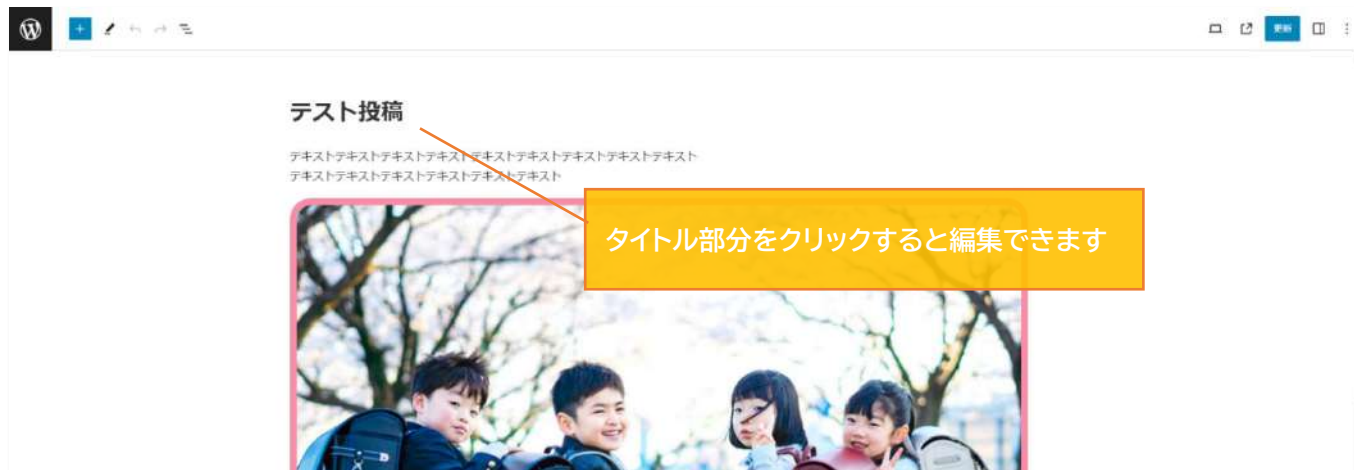 更新
テスト投稿
テキストテキストテキストテキストテキストテキストテキストテキストテキスト
テキストテキストテキストテキストテキストテキスト
タイトル部分をクリックすると編集できます